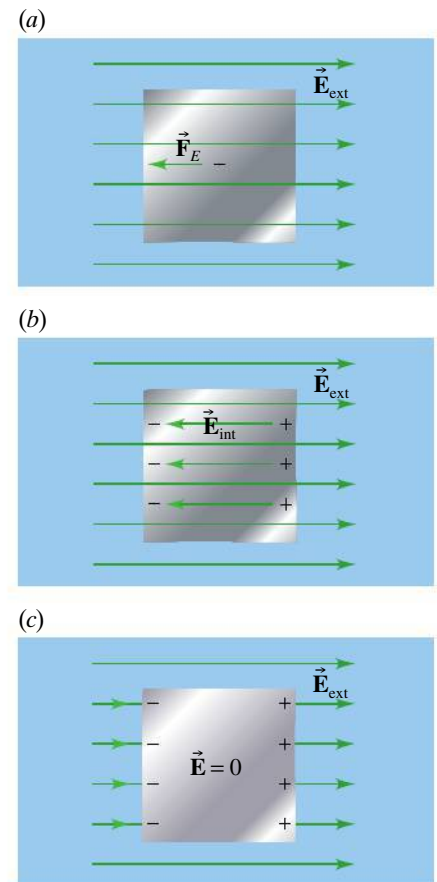 (a)
E⃗ext
F⃗E
−
(b)
E⃗ext
− E⃗int +
− +
− +
(c)
E⃗ext
− +
− +
E⃗ = 0
− +
− +